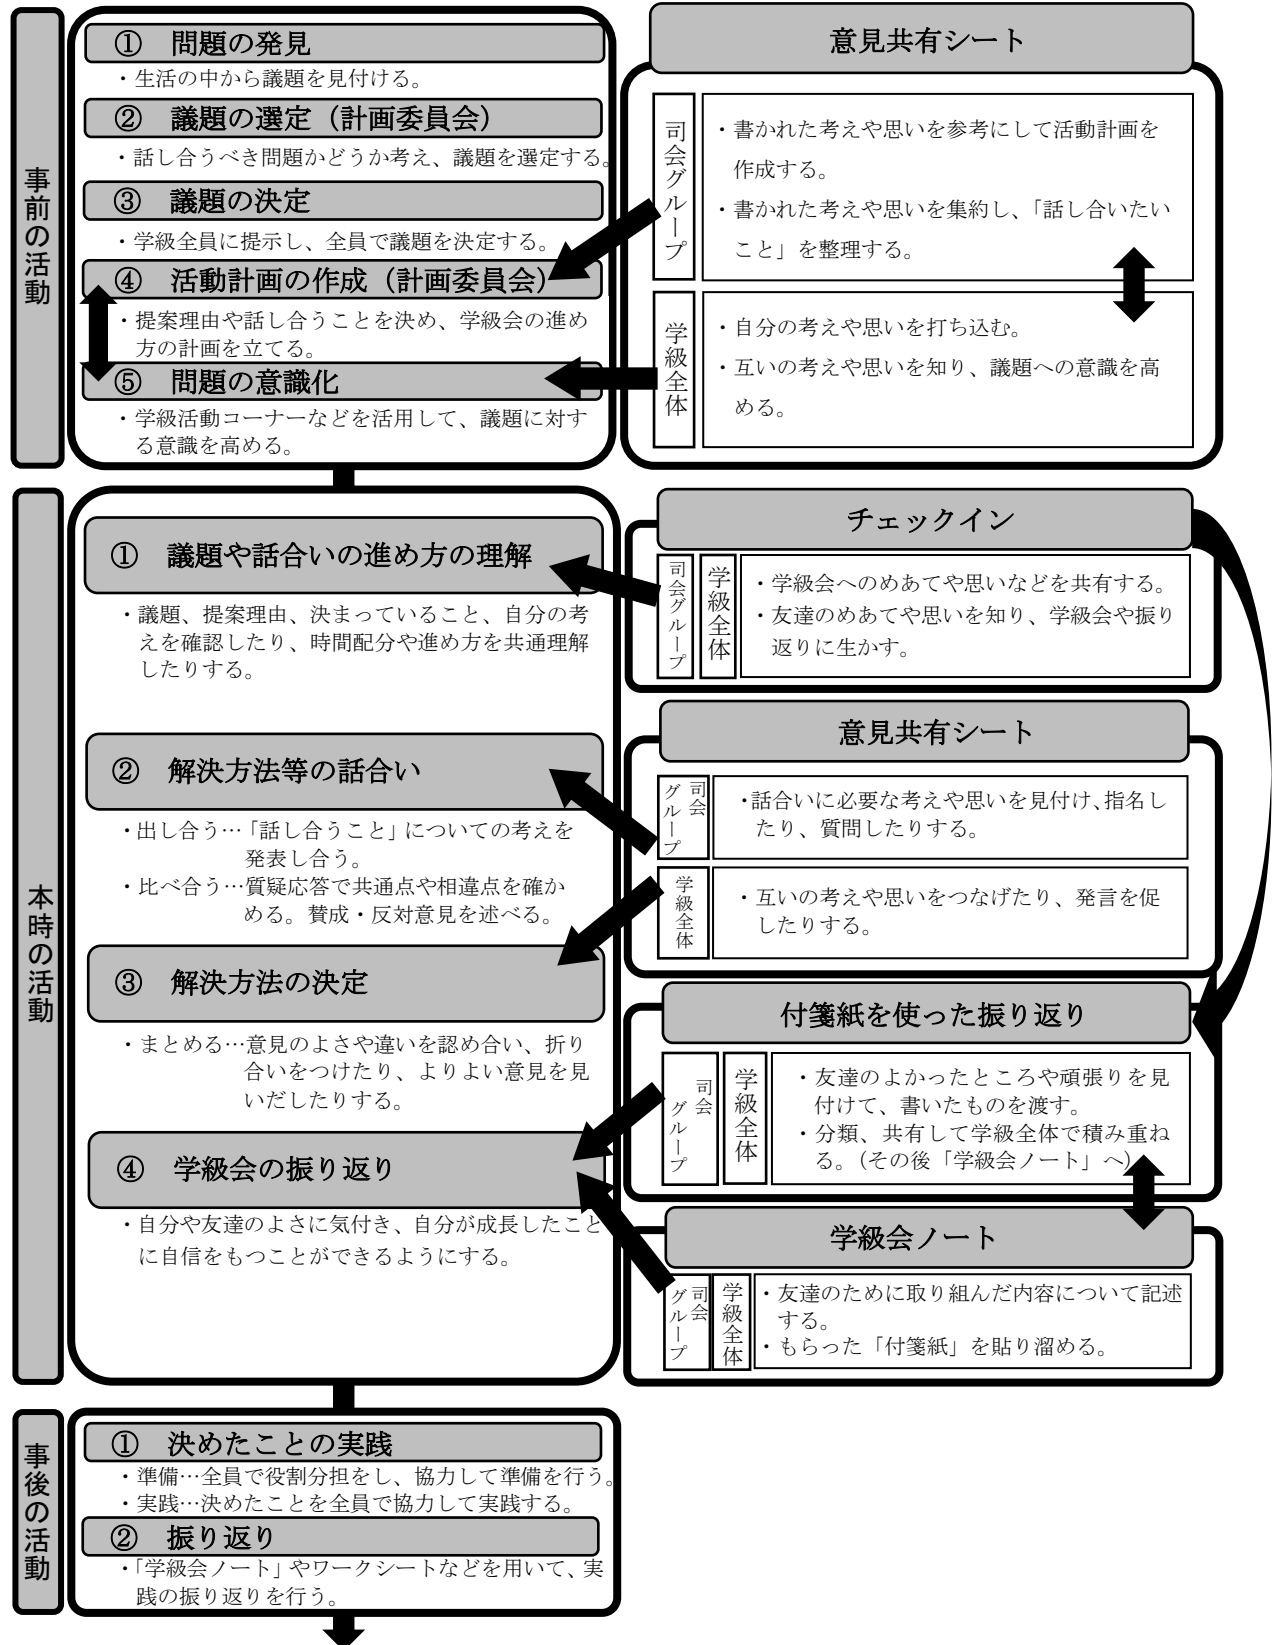 事前の活動
① 問題の発見
・生活の中から議題を見付ける。
② 議題の選定（計画委員会）
・話し合うべき問題かどうか考え、議題を選定する。
③ 議題の決定
・学級全員に提示し、全員で議題を決定する。
④ 活動計画の作成（計画委員会）
・提案理由や話し合うことを決め、学級会の進め
方の計画を立てる。
⑤ 問題の意識化
・学級活動コーナーなどを活用して、議題に対す
る意識を高める。
意見共有シート
司会グループ
・書かれた考えや思いを参考にして活動計画を
作成する。
・書かれた考えや思いを集約し、「話し合いたい
こと」を整理する。
学級全体
・自分の考えや思いを打ち込む。
・互いの考えや思いを知り、議題への意識を高
める。
本時の活動
① 議題や話合いの進め方の理解
・議題、提案理由、決まっていること、自分の考
えを確認したり、時間配分や進め方を共通理解
したりする。
② 解決方法等の話合い
・出し合う…「話し合うこと」についての考えを
発表し合う。
・比べ合う…質疑応答で共通点や相違点を確か
める。賛成・反対意見を述べる。
③ 解決方法の決定
・まとめる…意見のよさや違いを認め合い、折り
合いをつけたり、よりよい意見を見
いだしたりする。
④ 学級会の振り返り
・自分や友達のよさに気付き、自分が成長したこと
に自信をもつことができるようにする。
チェックイン
司会グループ
学級全体
・学級会へのめあてや思いなどを共有する。
・友達のめあてや思いを知り、学級会や振り
返りに生かす。
意見共有シート
司会
グループ
・話合いに必要な考えや思いを見付け、指名し
たり、質問したりする。
学級全体
・互いの考えや思いをつなげたり、発言を促
したりする。
付箋紙を使った振り返り
司会
グループ
学級全体
・友達のよかったところや頑張りを見
付けて、書いたものを渡す。
・分類、共有して学級全体で積み重ね
る。（その後「学級会ノート」へ）
学級会ノート
司会
グループ
学級全体
・友達のために取り組んだ内容について記述
する。
・もらった「付箋紙」を貼り溜める。
事後の活動
① 決めたことの実践
・準備…全員で役割分担をし、協力して準備を行う。
・実践…決めたことを全員で協力して実践する。
② 振り返り
・「学級会ノート」やワークシートなどを用いて、実
践の振り返りを行う。